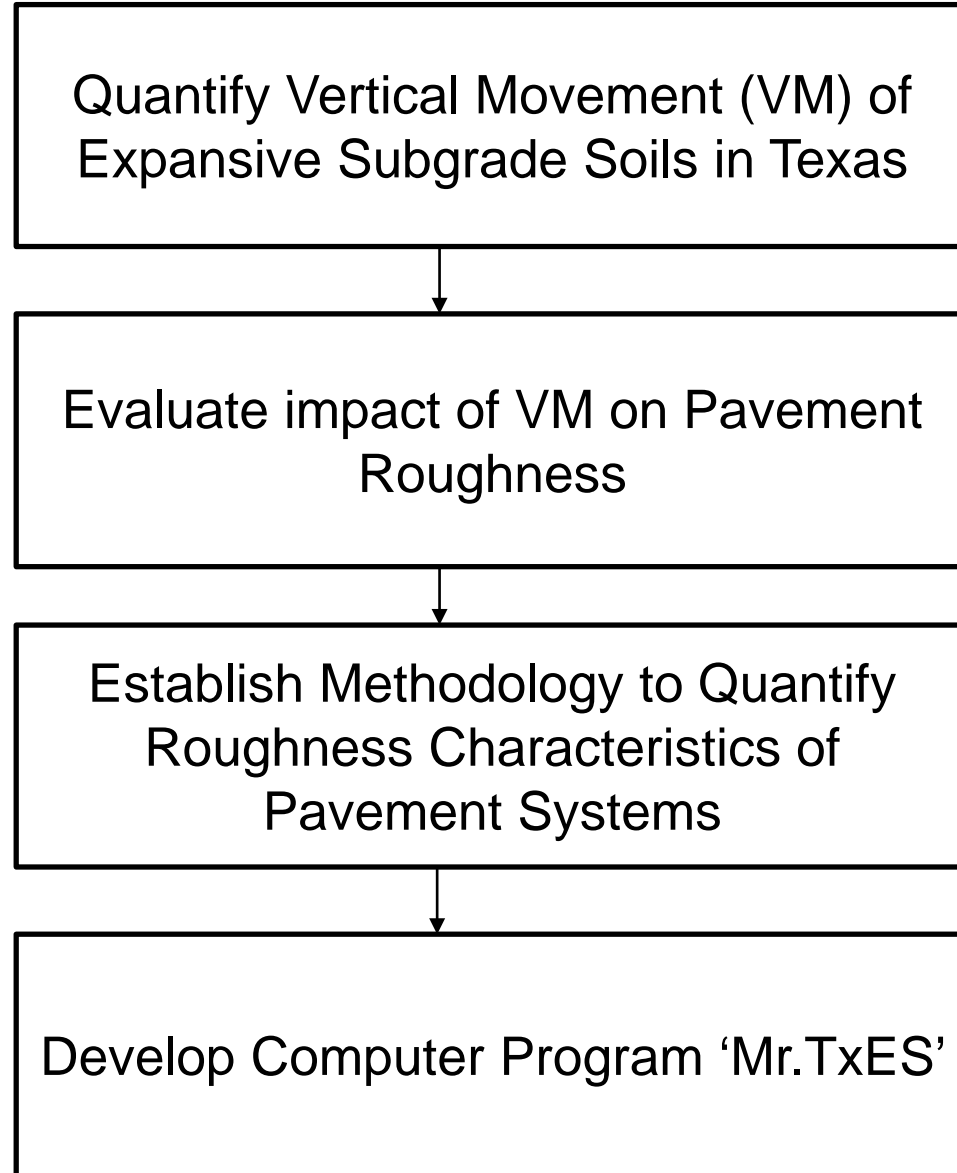 Quantify Vertical Movement (VM) of
Expansive Subgrade Soils in Texas
Evaluate impact of VM on Pavement
Roughness
Establish Methodology to Quantify
Roughness Characteristics of
Pavement Systems
Develop Computer Program ‘Mr.TxES’